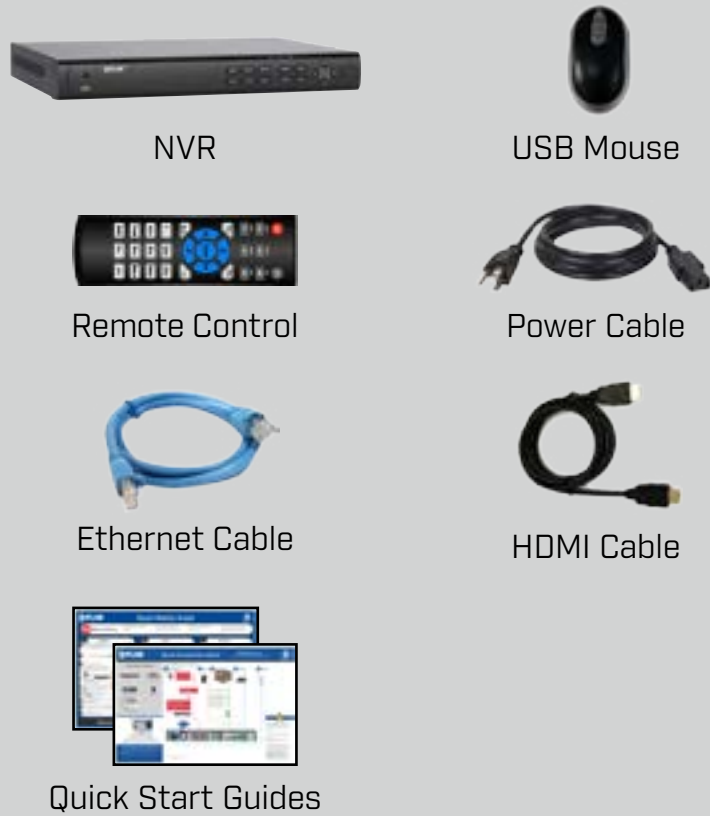 NVR
USB Mouse
Remote Control
Power Cable
Ethernet Cable
HDMI Cable
Quick Start Guides